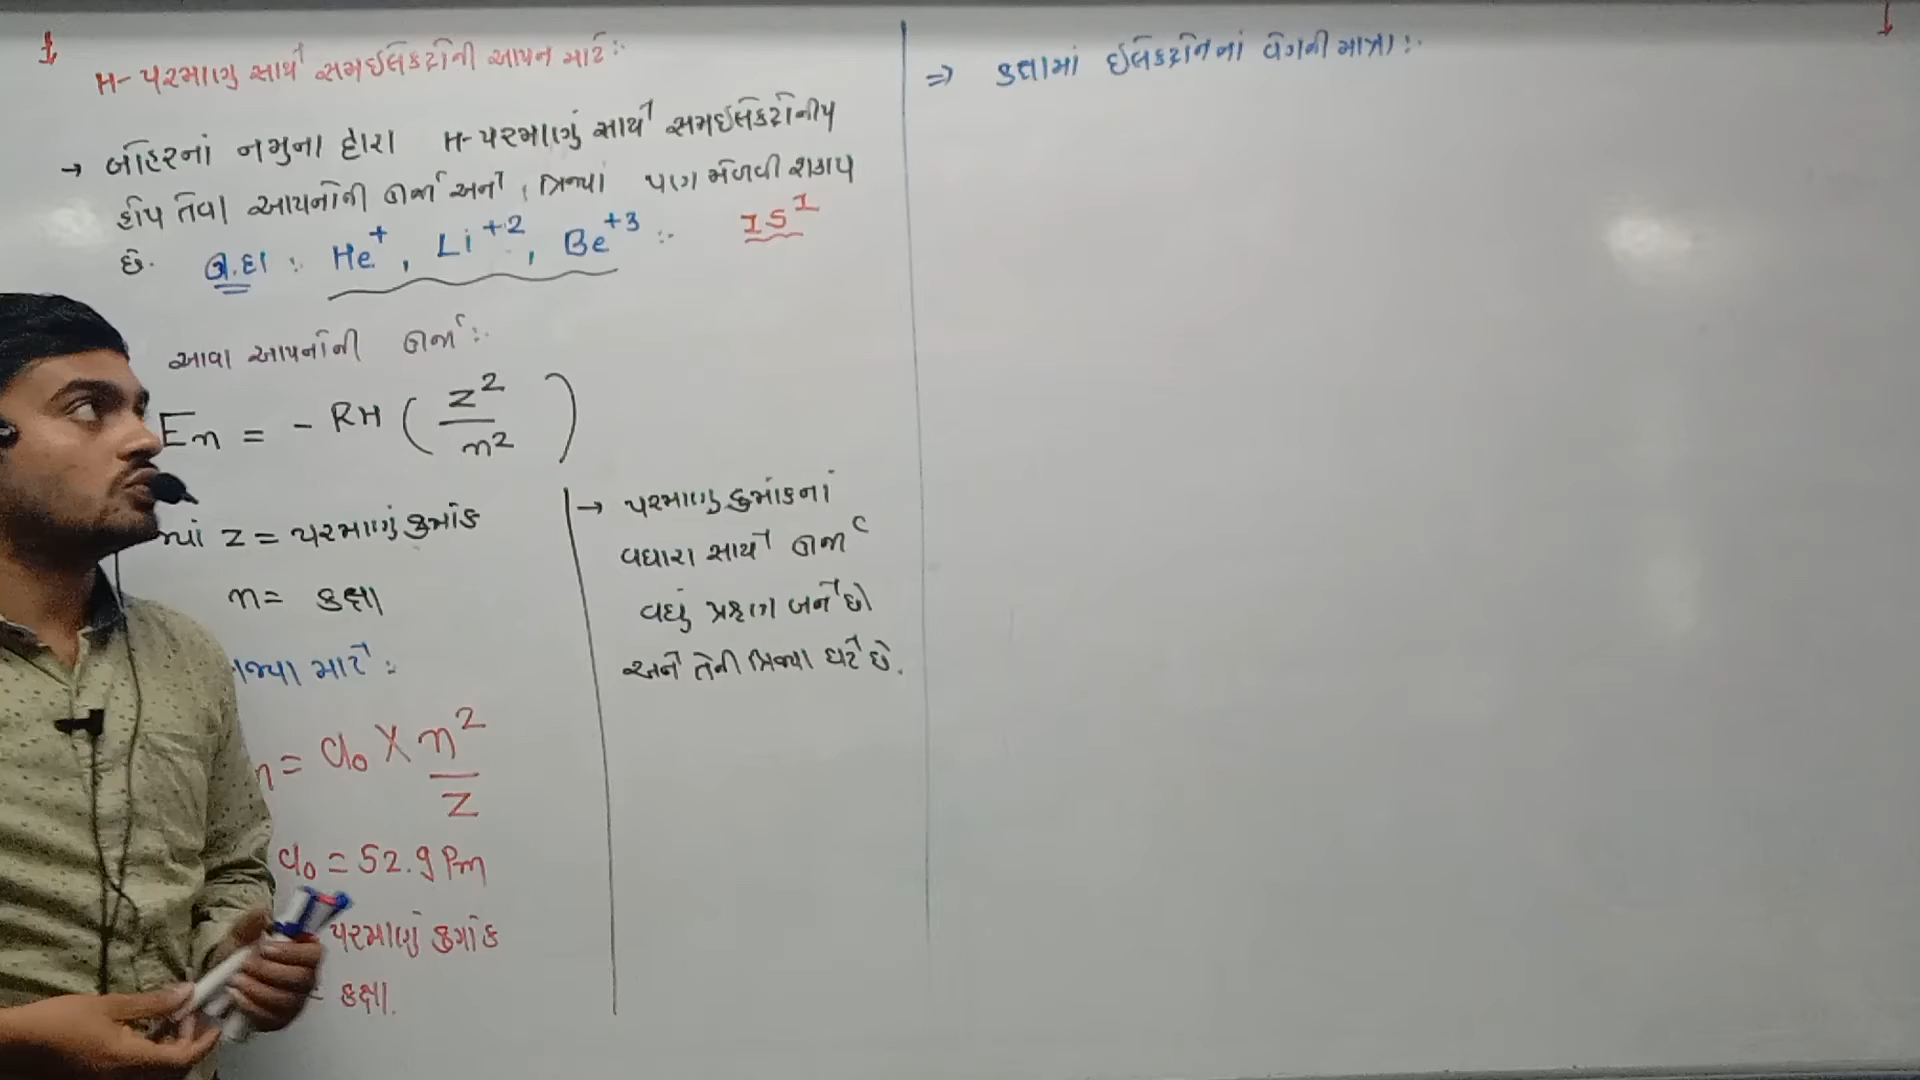 H- પરમાણુ સાથે સમઇલેક્ટ્રોની આયન માટે :-
→ બોહરનાં નમુના દ્વારા H-પરમાણું સાથે સમઇલેક્ટ્રોનીય
હોય તેવા આયનોની ઊર્જા અને ત્રિજ્યાં પણ મેળવી શકાય
છે. ઊ.દા : He⁺ , Li⁺² , Be⁺³ :- 1S¹
આવા આયનોની ઊર્જા :-
En = - RH ( Z² / n² )
z = પરમાણું ક્રમાંક
n = કક્ષા
જ્યા માટે :
n = a₀ × n² / Z
a₀ = 52.9 Pm
પરમાણું ક્રમાંક
કક્ષા.
→ પરમાણુ ક્રમાંકનાં
વધારા સાથે ઊર્જા
વધું ઋણ બને છે
અને તેની ત્રિજ્યા ઘટે છે.
⇒ કક્ષામાં ઈલેક્ટ્રોનનાં વેગની માત્રા :-